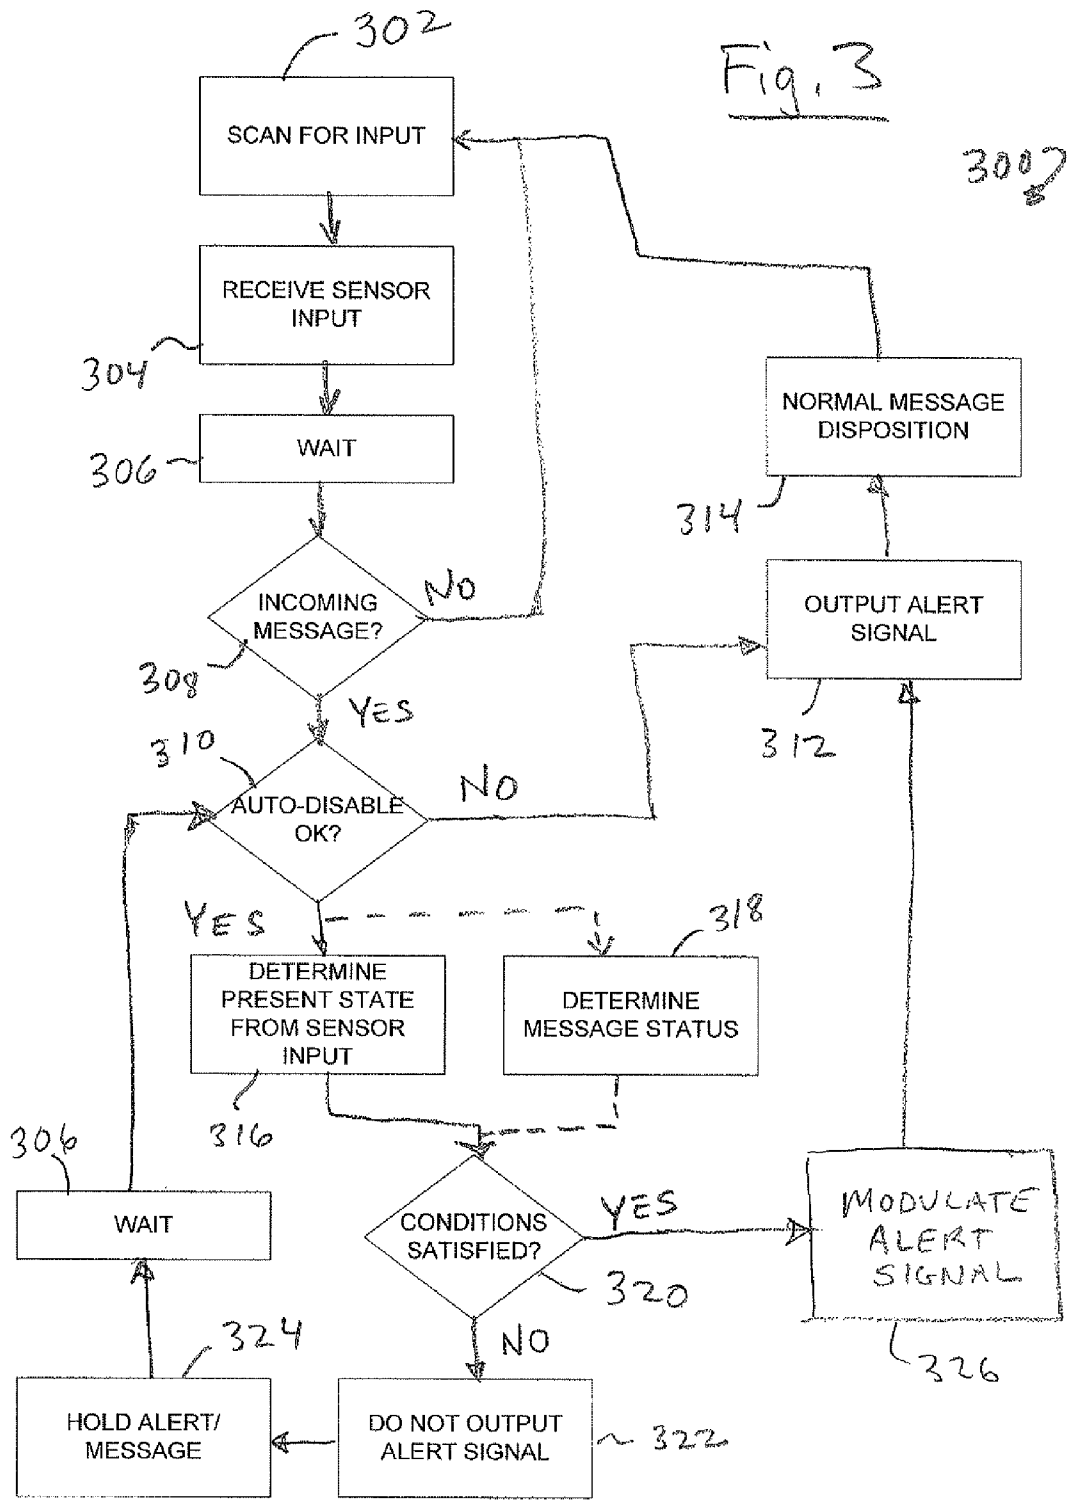 302
Fig. 3
SCAN FOR INPUT
300
RECEIVE SENSOR
INPUT
304
NORMAL MESSAGE
DISPOSITION
WAIT
306
314
NO
INCOMING
MESSAGE?
OUTPUT ALERT
SIGNAL
308
YES
310
312
NO
AUTO-DISABLE
OK?
YES
318
DETERMINE
PRESENT STATE
FROM SENSOR
INPUT
DETERMINE
MESSAGE STATUS
316
306
WAIT
CONDITIONS
SATISFIED?
YES
MODULATE
ALERT
SIGNAL
320
324
NO
326
HOLD ALERT/
MESSAGE
DO NOT OUTPUT
ALERT SIGNAL
322